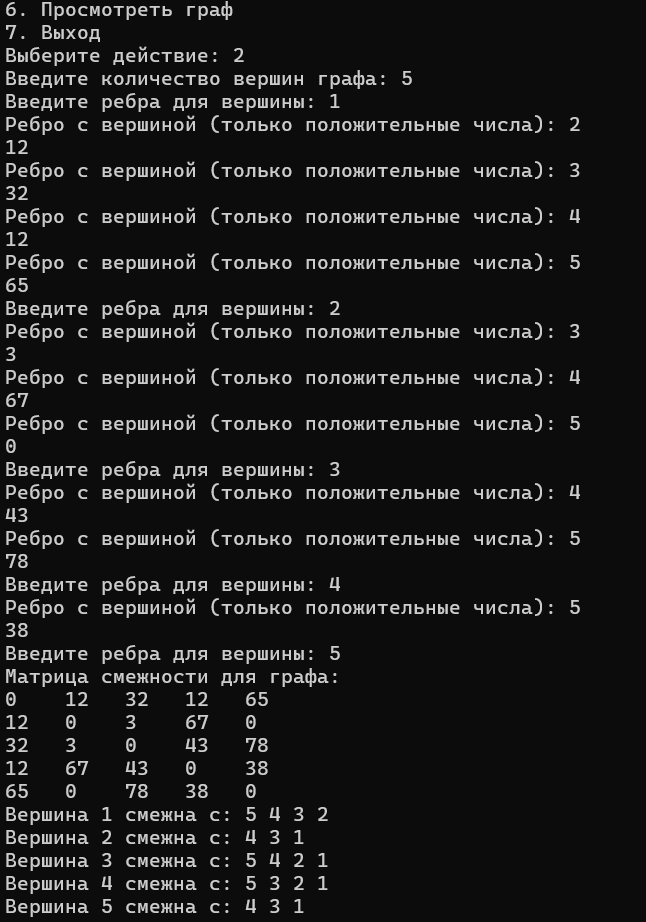 6. Просмотреть граф
7. Выход
Выберите действие: 2
Введите количество вершин графа: 5
Введите ребра для вершины: 1
Ребро с вершиной (только положительные числа): 2
12
Ребро с вершиной (только положительные числа): 3
32
Ребро с вершиной (только положительные числа): 4
12
Ребро с вершиной (только положительные числа): 5
65
Введите ребра для вершины: 2
Ребро с вершиной (только положительные числа): 3
3
Ребро с вершиной (только положительные числа): 4
67
Ребро с вершиной (только положительные числа): 5
0
Введите ребра для вершины: 3
Ребро с вершиной (только положительные числа): 4
43
Ребро с вершиной (только положительные числа): 5
78
Введите ребра для вершины: 4
Ребро с вершиной (только положительные числа): 5
38
Введите ребра для вершины: 5
Матрица смежности для графа:
0    12   32   12   65
12   0    3    67   0
32   3    0    43   78
12   67   43   0    38
65   0    78   38   0
Вершина 1 смежна с: 5 4 3 2
Вершина 2 смежна с: 4 3 1
Вершина 3 смежна с: 5 4 2 1
Вершина 4 смежна с: 5 3 2 1
Вершина 5 смежна с: 4 3 1